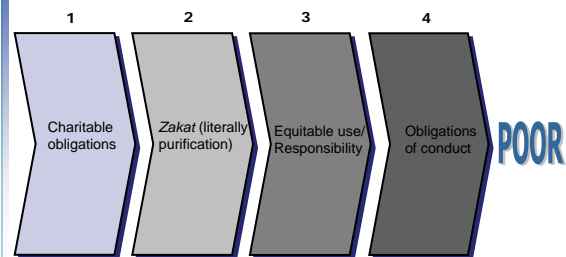 1 2 3 4
Charitable
obligations
Zakat (literally
purification)
Equitable use/
Responsibility
Obligations
of conduct
POOR